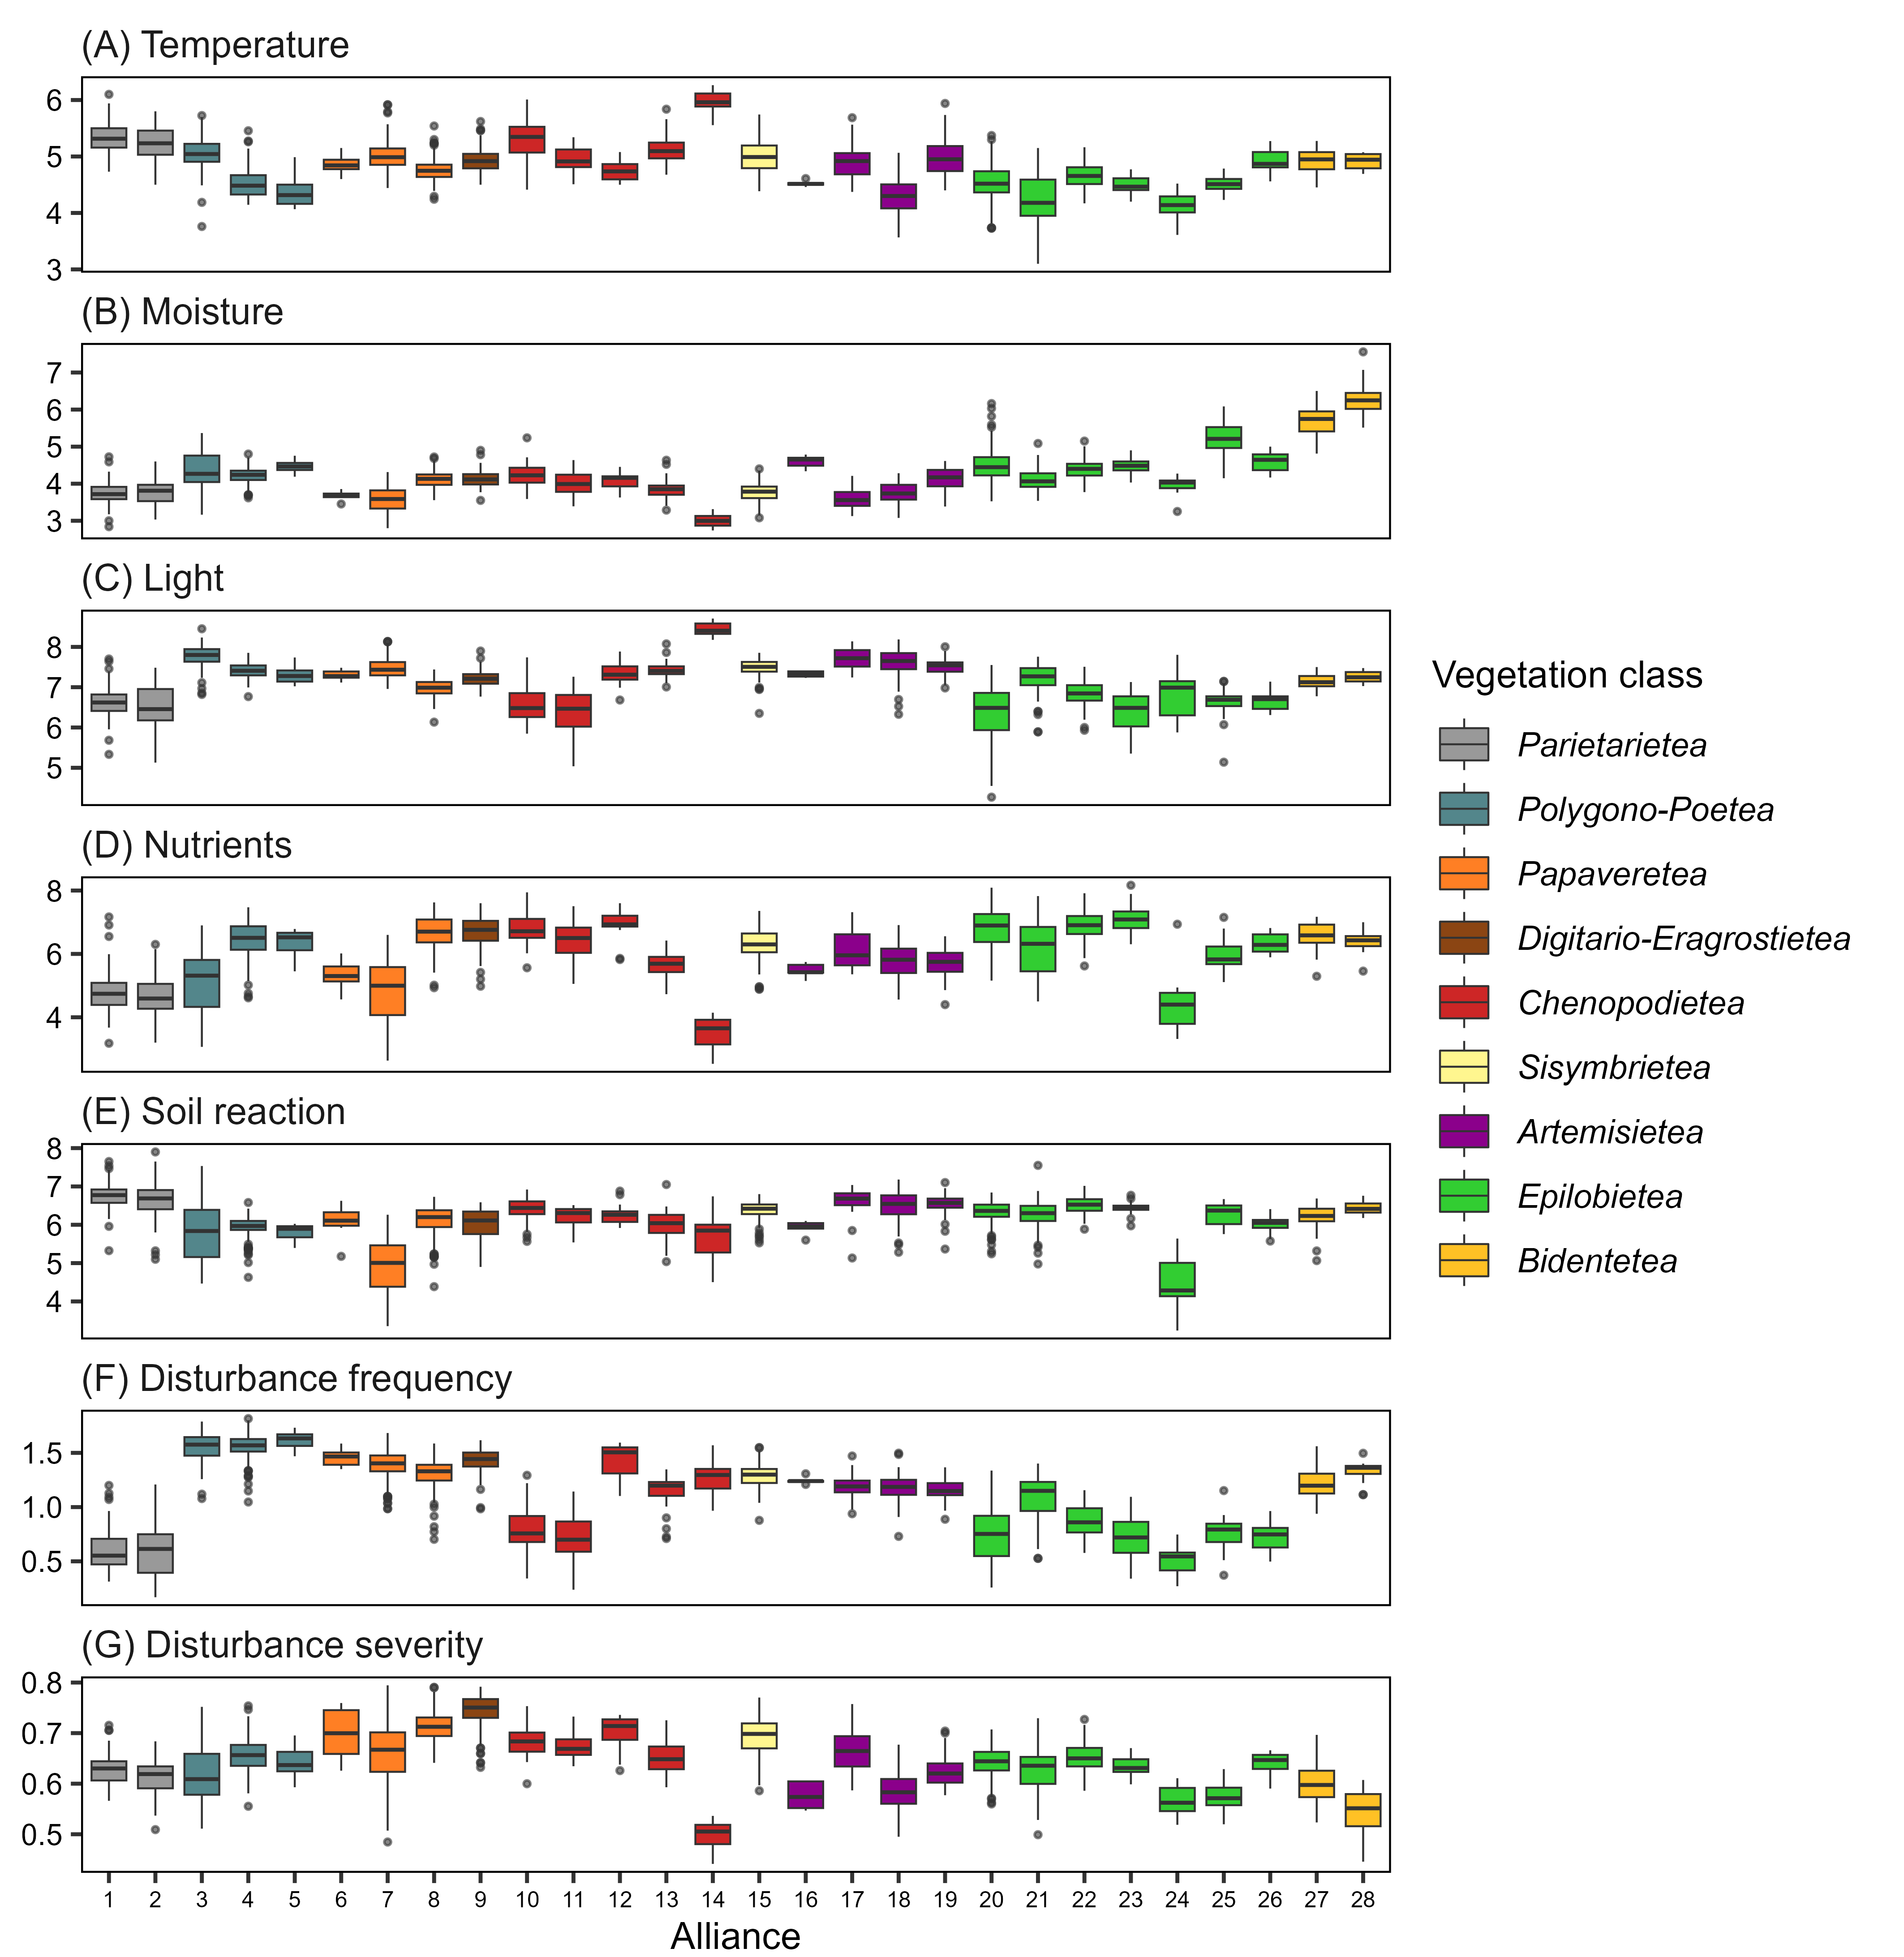 (A) Temperature
6
5
4
3
(B) Moisture
7
6
5
4
3
(C) Light
8
7
6
5
(D) Nutrients
8
6
4
(E) Soil reaction
8
7
6
5
4
(F) Disturbance frequency
1.5
1.0
0.5
(G) Disturbance severity
0.8
0.7
0.6
0.5
1 2 3 4 5 6 7 8 9 10 11 12 13 14 15 16 17 18 19 20 21 22 23 24 25 26 27 28
Alliance
Vegetation class
Parietarietea
Polygono-Poetea
Papaveretea
Digitario-Eragrostietea
Chenopodietea
Sisymbrietea
Artemisietea
Epilobietea
Bidentetea